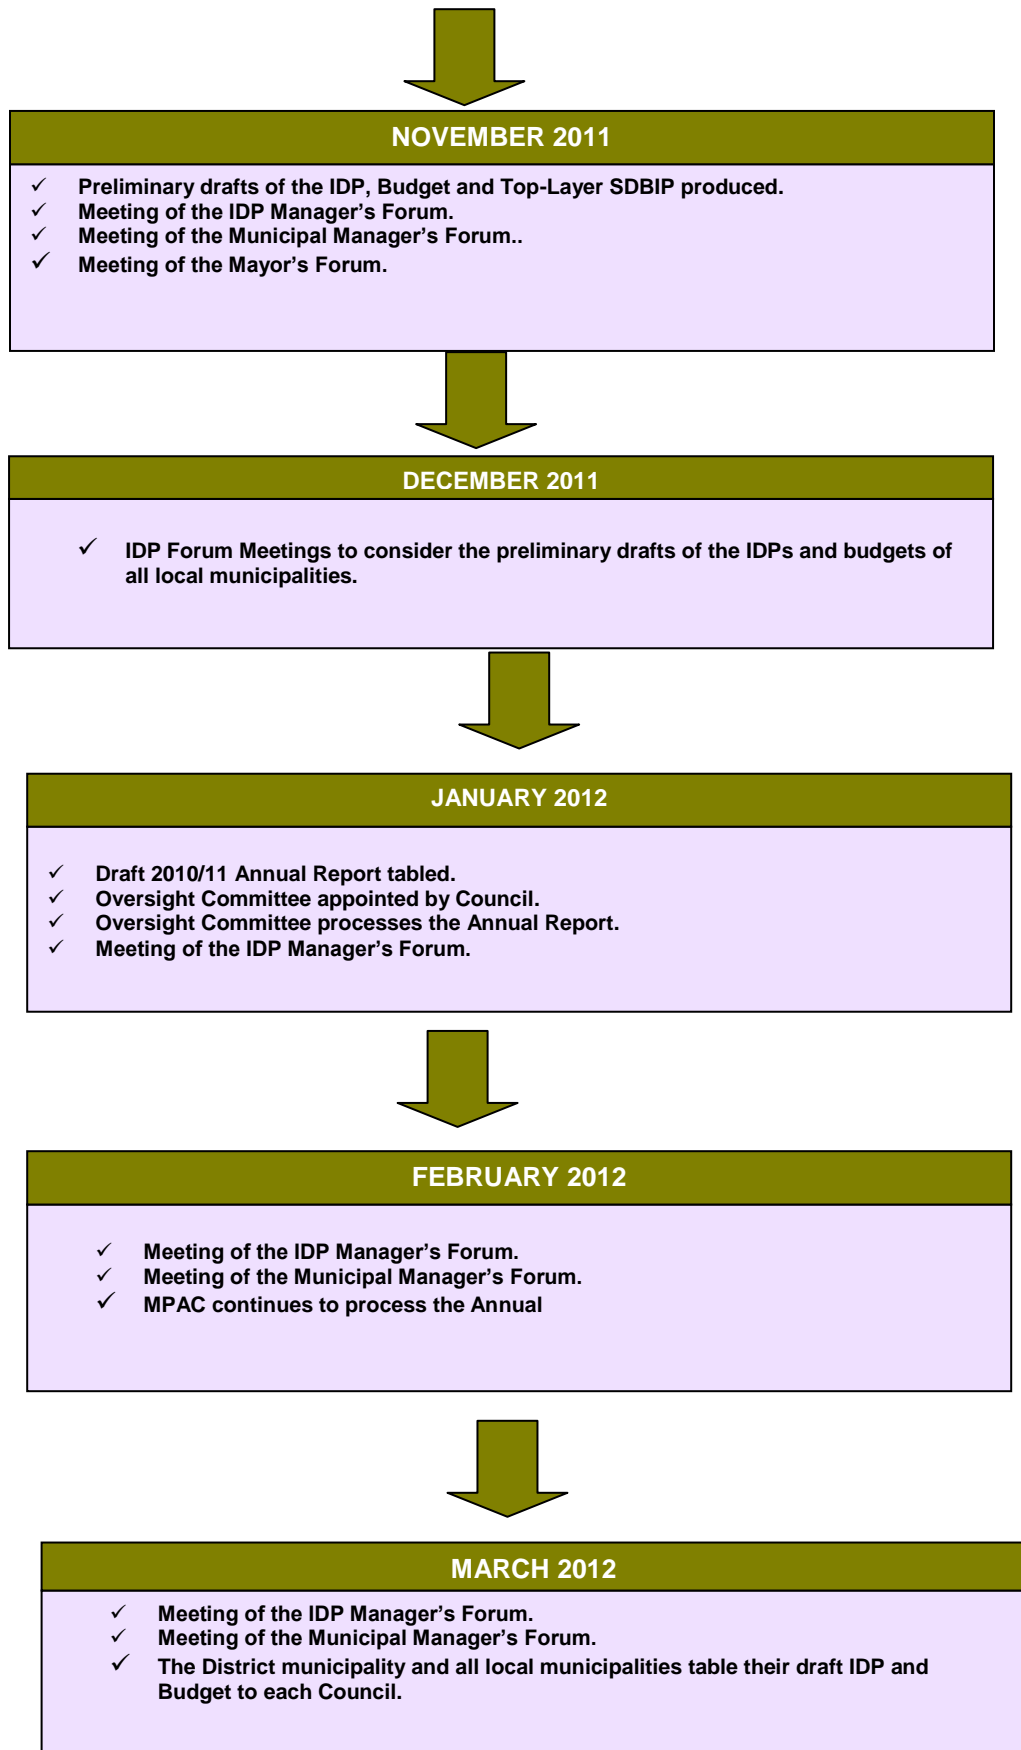 NOVEMBER 2011
✓ Preliminary drafts of the IDP, Budget and Top-Layer SDBIP produced.
✓ Meeting of the IDP Manager’s Forum.
✓ Meeting of the Municipal Manager’s Forum..
✓ Meeting of the Mayor’s Forum.
DECEMBER 2011
✓ IDP Forum Meetings to consider the preliminary drafts of the IDPs and budgets of
all local municipalities.
JANUARY 2012
✓ Draft 2010/11 Annual Report tabled.
✓ Oversight Committee appointed by Council.
✓ Oversight Committee processes the Annual Report.
✓ Meeting of the IDP Manager’s Forum.
FEBRUARY 2012
✓ Meeting of the IDP Manager’s Forum.
✓ Meeting of the Municipal Manager’s Forum.
✓ MPAC continues to process the Annual
MARCH 2012
✓ Meeting of the IDP Manager’s Forum.
✓ Meeting of the Municipal Manager’s Forum.
✓ The District municipality and all local municipalities table their draft IDP and
Budget to each Council.